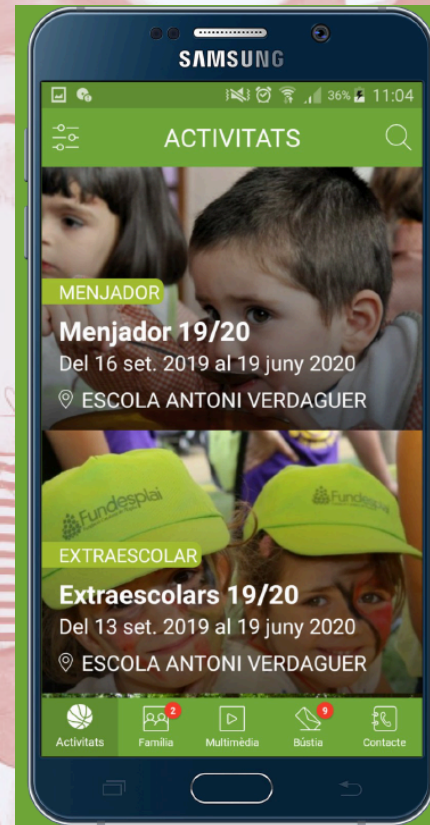 SAMSUNG
36% 11:04
ACTIVITATS
MENJADOR
Menjador 19/20
Del 16 set. 2019 al 19 juny 2020
ESCOLA ANTONI VERDAGUER
Fundesplai
Fundes
EXTRAESCOLAR
Extraescolars 19/20
Del 13 set. 2019 al 19 juny 2020
ESCOLA ANTONI VERDAGUER
2
9
Activitats
Família
Multimèdia
Bústia
Contacte